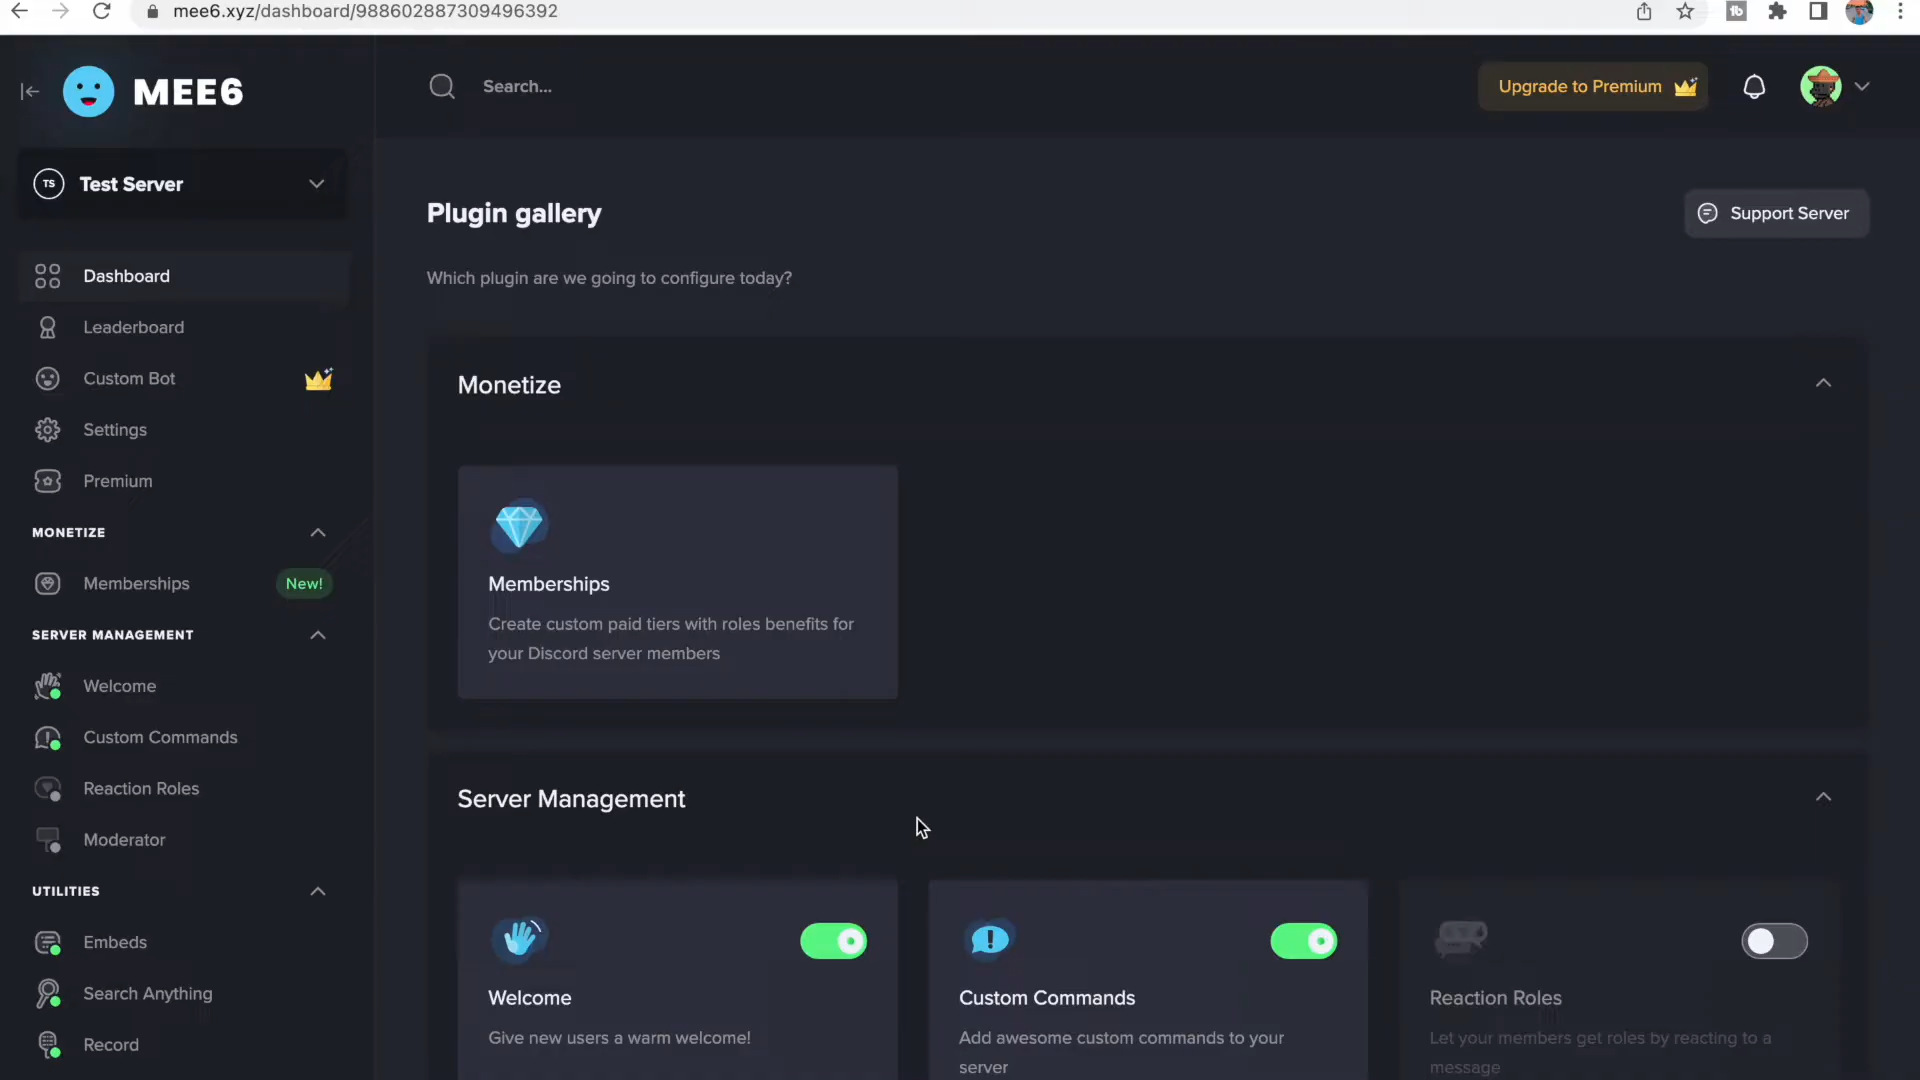 mee6.xyz/dashboard/988602887309496392
MEE6
Search...
Upgrade to Premium
TS
Test Server
Plugin gallery
Support Server
Which plugin are we going to configure today?
Dashboard
Leaderboard
Custom Bot
Settings
Premium
MONETIZE
Memberships
New!
SERVER MANAGEMENT
Welcome
Custom Commands
Reaction Roles
Moderator
UTILITIES
Embeds
Search Anything
Record
Monetize
Memberships
Create custom paid tiers with roles benefits for
your Discord server members
Server Management
Welcome
Give new users a warm welcome!
Custom Commands
Add awesome custom commands to your
server
Reaction Roles
Let your members get roles by reacting to a
message